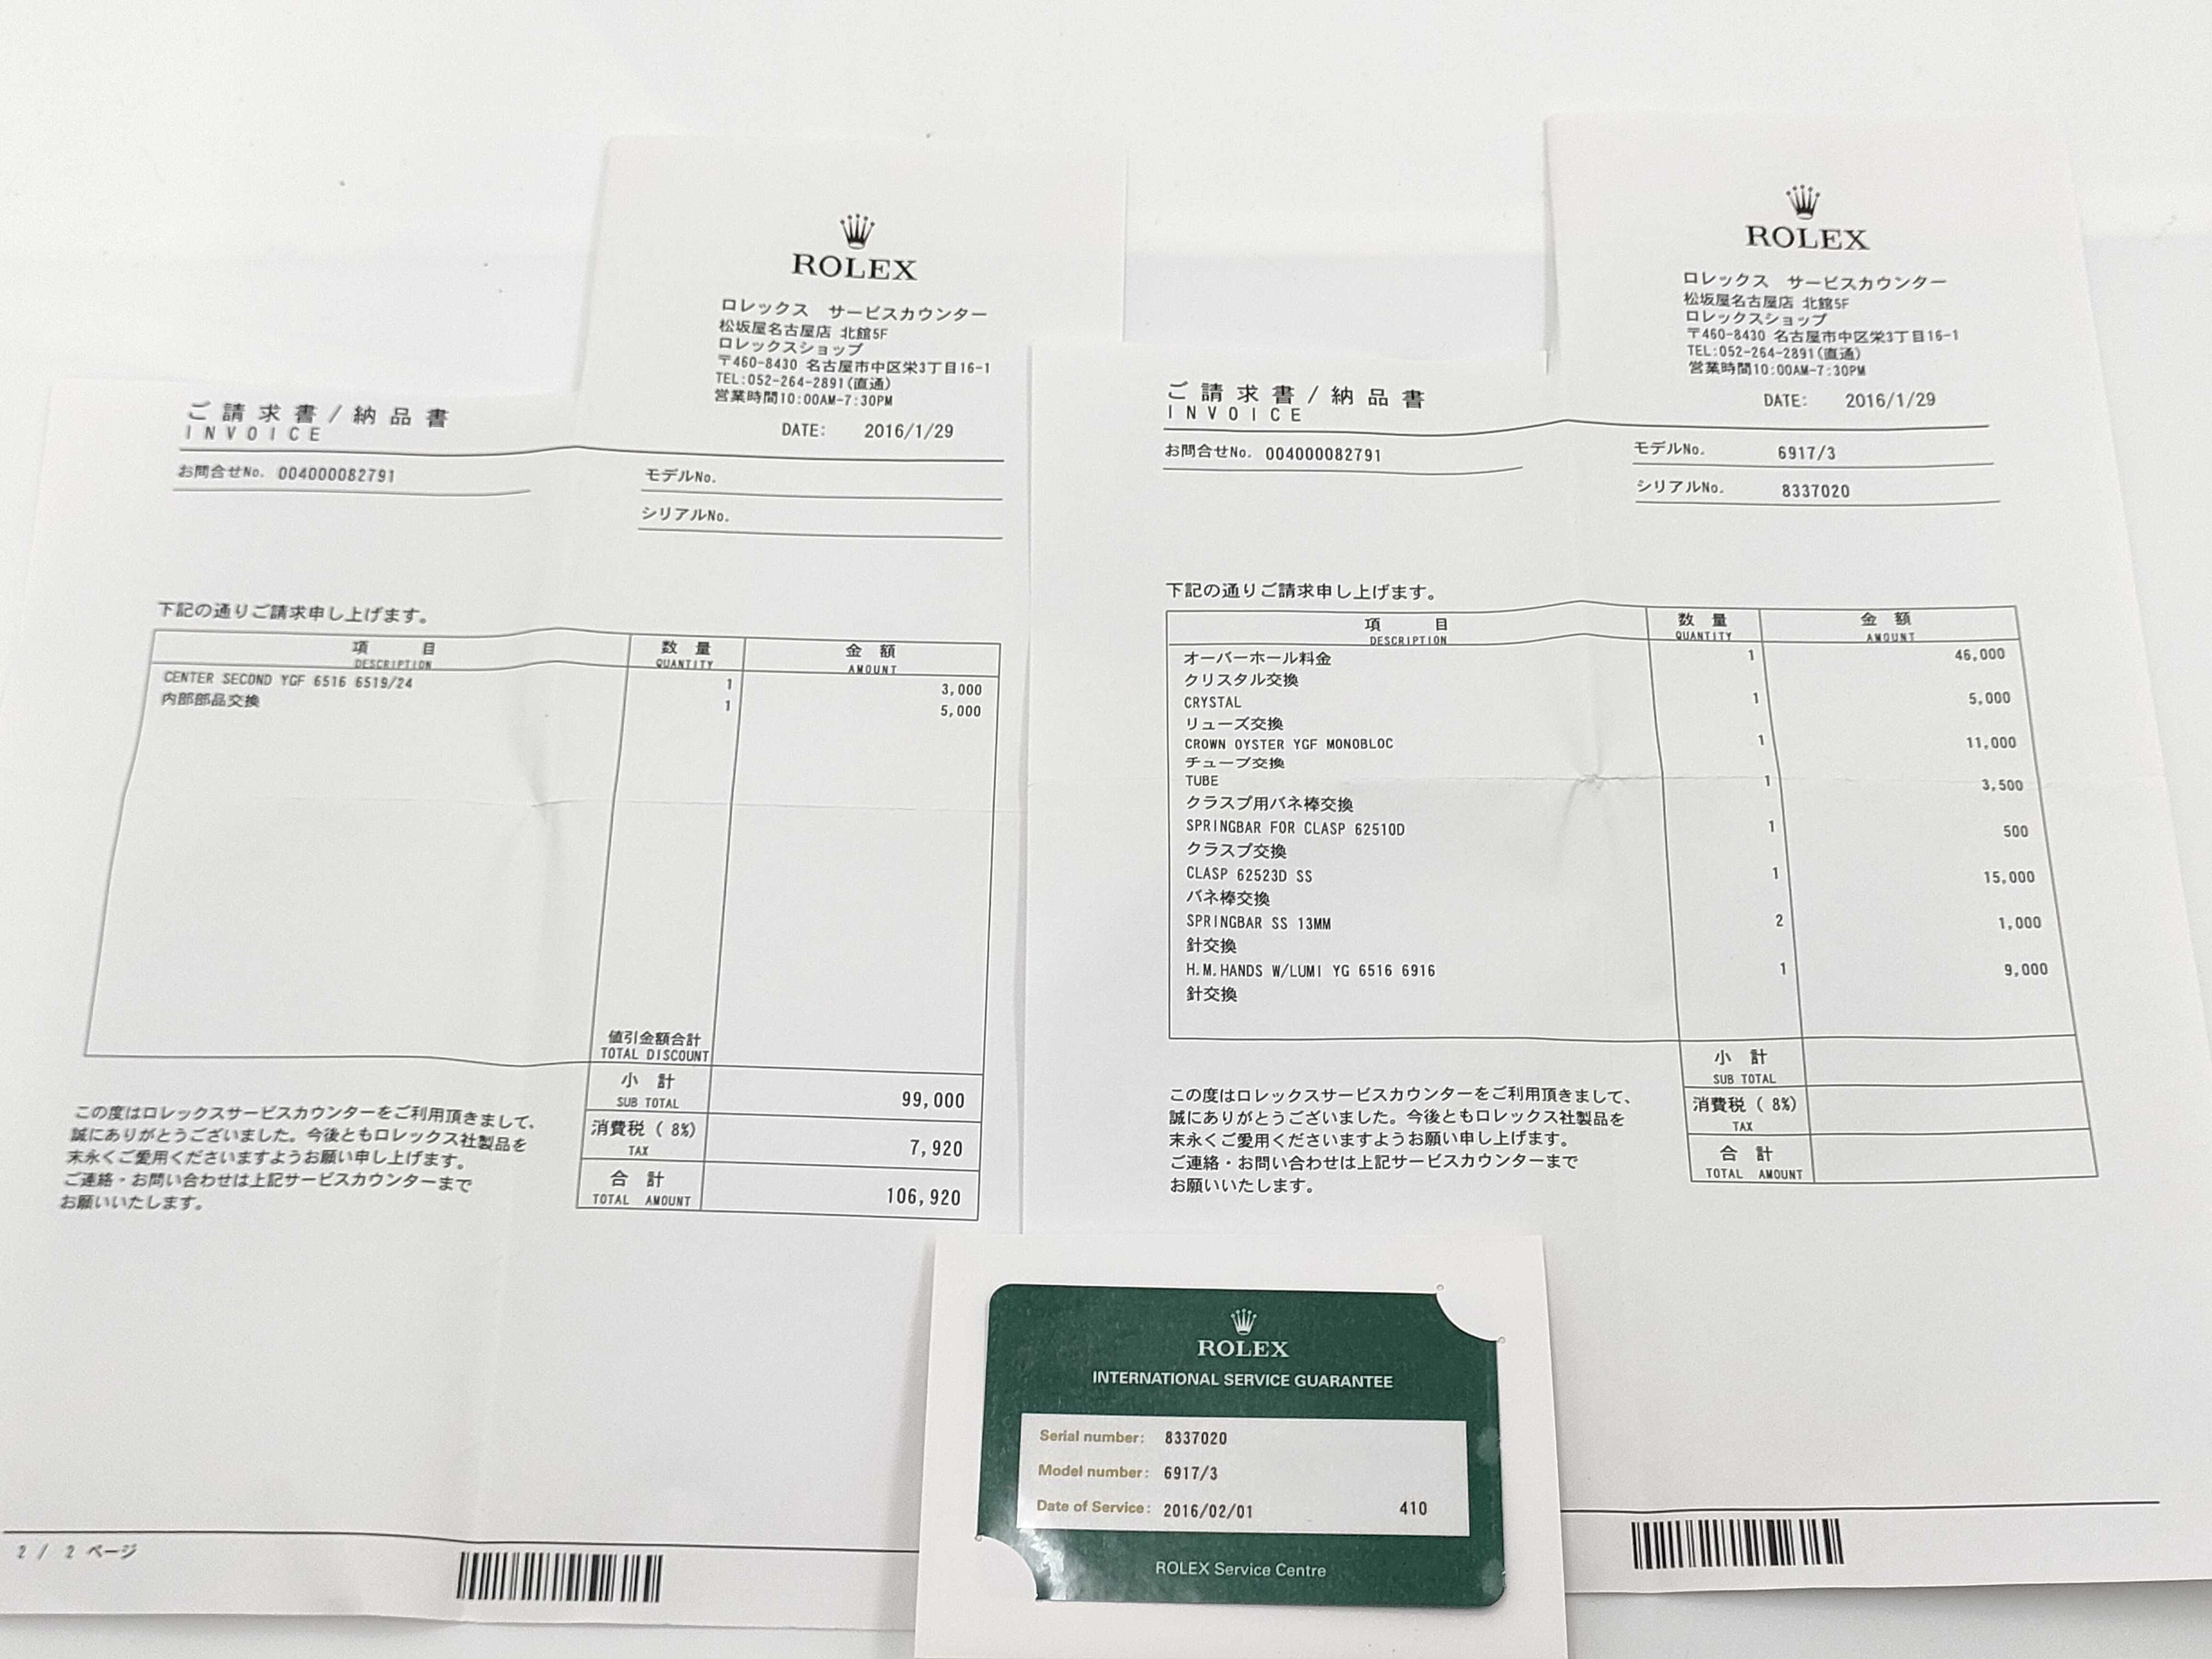 ROLEX
ロレックス サービスカウンター
松坂屋名古屋店 北館5F
ロレックスショップ
〒460-8430 名古屋市中区栄3丁目16-1
TEL:052-264-2891(直通)
営業時間10:00AM-7:30PM
ご請求書/納品書
INVOICE
DATE: 2016/1/29
お問合せNo. 004000082791
モデルNo.
シリアルNo.
下記の通りご請求申し上げます。
項 目 数 量 金 額
DESCRIPTION QUANTITY AMOUNT
CENTER SECOND YGF 6516 6519/24 1 3,000
内部部品交換 1 5,000
値引金額合計
TOTAL DISCOUNT
小 計
SUB TOTAL 99,000
消費税( 8%)
TAX 7,920
合 計
TOTAL AMOUNT 106,920
この度はロレックスサービスカウンターをご利用頂きまして、
誠にありがとうございました。今後ともロレックス社製品を
末永くご愛用くださいますようお願い申し上げます。
ご連絡・お問い合わせは上記サービスカウンターまで
お願いいたします。
2 / 2 ページ
ROLEX
ロレックス サービスカウンター
松坂屋名古屋店 北館5F
ロレックスショップ
〒460-8430 名古屋市中区栄3丁目16-1
TEL:052-264-2891(直通)
営業時間10:00AM-7:30PM
ご請求書/納品書
INVOICE
DATE: 2016/1/29
お問合せNo. 004000082791
モデルNo. 6917/3
シリアルNo. 8337020
下記の通りご請求申し上げます。
項 目 数 量 金 額
DESCRIPTION QUANTITY AMOUNT
オーバーホール料金 1 46,000
クリスタル交換
CRYSTAL 1 5,000
リューズ交換
CROWN OYSTER YGF MONOBLOC 1 11,000
チューブ交換
TUBE 1 3,500
クラスプ用バネ棒交換
SPRINGBAR FOR CLASP 62510D 1 500
クラスプ交換
CLASP 62523D SS 1 15,000
バネ棒交換
SPRINGBAR SS 13MM 2 1,000
針交換
H.M.HANDS W/LUMI YG 6516 6916 1 9,000
針交換
小 計
SUB TOTAL
消費税( 8%)
TAX
合 計
TOTAL AMOUNT
この度はロレックスサービスカウンターをご利用頂きまして、
誠にありがとうございました。今後ともロレックス社製品を
末永くご愛用くださいますようお願い申し上げます。
ご連絡・お問い合わせは上記サービスカウンターまで
お願いいたします。
ROLEX
INTERNATIONAL SERVICE GUARANTEE
Serial number: 8337020
Model number: 6917/3
Date of Service: 2016/02/01 410
ROLEX Service Centre